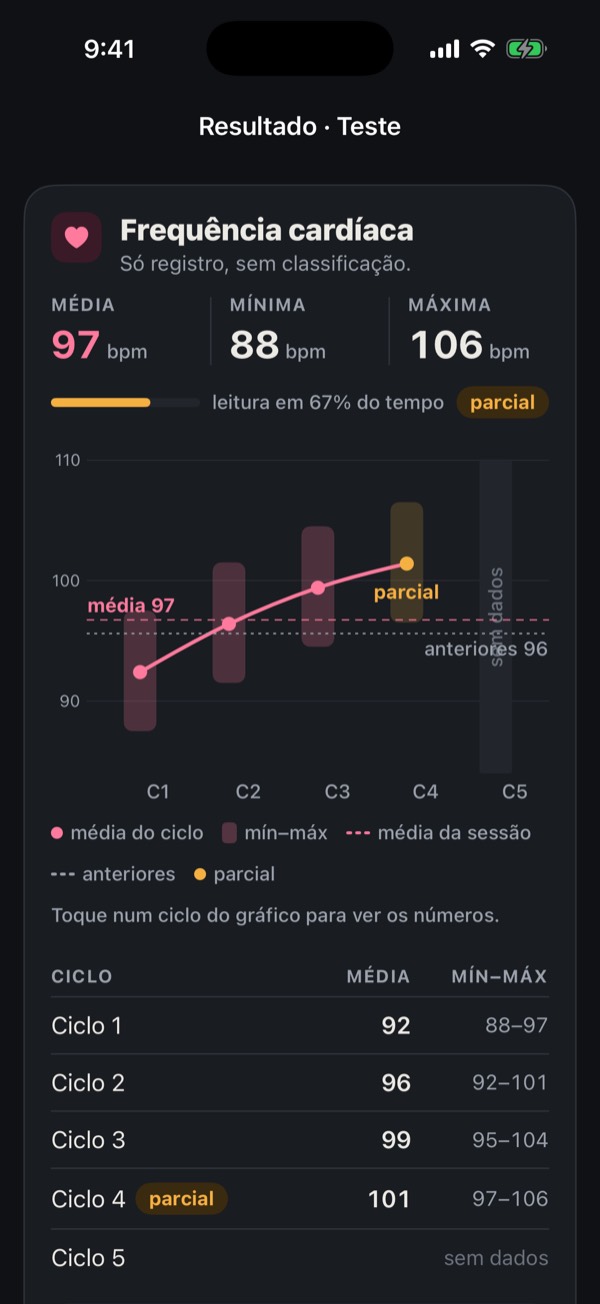 9:41
Resultado · Teste
Frequência cardíaca
Só registro, sem classificação.
MÉDIA MÍNIMA MÁXIMA
97 bpm 88 bpm 106 bpm
leitura em 67% do tempo parcial
110
100
média 97
parcial
sem dados
anteriores 96
90
C1 C2 C3 C4 C5
média do ciclo mín–máx média da sessão
anteriores parcial
Toque num ciclo do gráfico para ver os números.
CICLO MÉDIA MÍN–MÁX
Ciclo 1 92 88–97
Ciclo 2 96 92–101
Ciclo 3 99 95–104
Ciclo 4 parcial 101 97–106
Ciclo 5 sem dados